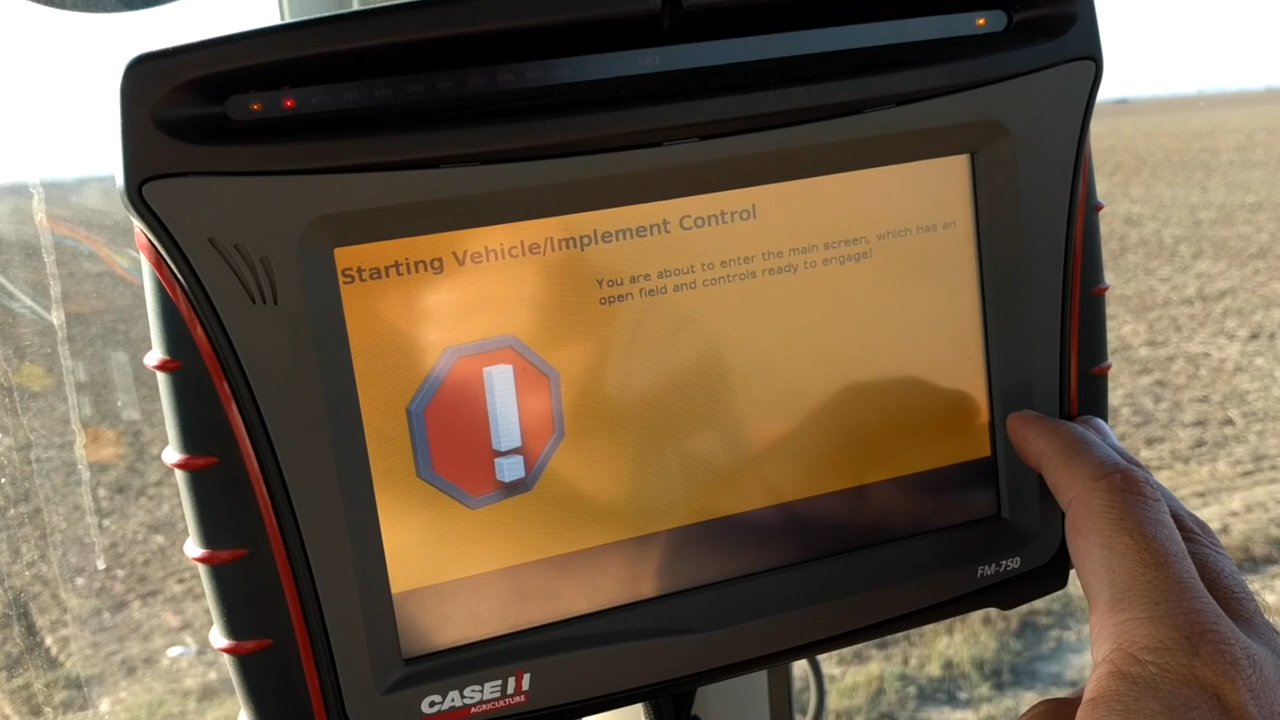 Starting Vehicle/Implement Control
You are about to enter the main screen, which has an
open field and controls ready to engage!
FM-750
CASE IH
AGRICULTURE